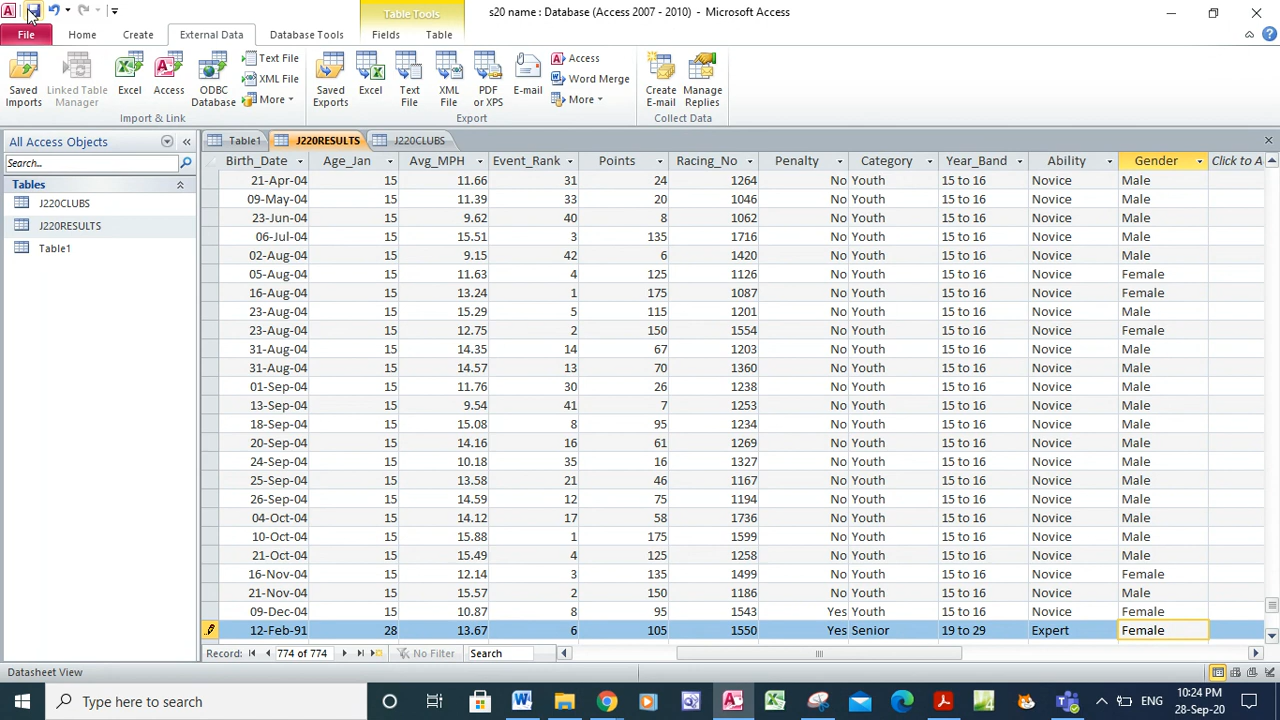 Table Tools
s20 name : Database (Access 2007 - 2010) - Microsoft Access
File Home Create External Data Database Tools Fields Table
Saved Imports
Linked Table Manager
Excel
Access
ODBC Database
Text File
XML File
More
Import & Link
Saved Exports
Excel
Text File
XML File
PDF or XPS
E-mail
Access
Word Merge
More
Export
Create E-mail
Manage Replies
Collect Data
All Access Objects
Search...
Tables
J220CLUBS
J220RESULTS
Table1
Table1 J220RESULTS J220CLUBS
Birth_Date Age_Jan Avg_MPH Event_Rank Points Racing_No Penalty Category Year_Band Ability Gender Click to A
21-Apr-04 15 11.66 31 24 1264 No Youth 15 to 16 Novice Male
09-May-04 15 11.39 33 20 1046 No Youth 15 to 16 Novice Male
23-Jun-04 15 9.62 40 8 1062 No Youth 15 to 16 Novice Male
06-Jul-04 15 15.51 3 135 1716 No Youth 15 to 16 Novice Male
02-Aug-04 15 9.15 42 6 1420 No Youth 15 to 16 Novice Male
05-Aug-04 15 11.63 4 125 1126 No Youth 15 to 16 Novice Female
16-Aug-04 15 13.24 1 175 1087 No Youth 15 to 16 Novice Female
23-Aug-04 15 15.29 5 115 1201 No Youth 15 to 16 Novice Male
23-Aug-04 15 12.75 2 150 1554 No Youth 15 to 16 Novice Female
31-Aug-04 15 14.35 14 67 1203 No Youth 15 to 16 Novice Male
31-Aug-04 15 14.57 13 70 1360 No Youth 15 to 16 Novice Male
01-Sep-04 15 11.76 30 26 1238 No Youth 15 to 16 Novice Male
13-Sep-04 15 9.54 41 7 1253 No Youth 15 to 16 Novice Male
18-Sep-04 15 15.08 8 95 1234 No Youth 15 to 16 Novice Male
20-Sep-04 15 14.16 16 61 1269 No Youth 15 to 16 Novice Male
24-Sep-04 15 10.18 35 16 1327 No Youth 15 to 16 Novice Male
25-Sep-04 15 13.58 21 46 1167 No Youth 15 to 16 Novice Male
26-Sep-04 15 14.59 12 75 1194 No Youth 15 to 16 Novice Male
04-Oct-04 15 14.12 17 58 1736 No Youth 15 to 16 Novice Male
10-Oct-04 15 15.88 1 175 1599 No Youth 15 to 16 Novice Male
21-Oct-04 15 15.49 4 125 1258 No Youth 15 to 16 Novice Male
16-Nov-04 15 12.14 3 135 1499 No Youth 15 to 16 Novice Female
21-Nov-04 15 15.57 2 150 1186 No Youth 15 to 16 Novice Male
09-Dec-04 15 10.87 8 95 1543 Yes Youth 15 to 16 Novice Female
12-Feb-91 28 13.67 6 105 1550 Yes Senior 19 to 29 Expert Female
Record: 774 of 774 No Filter Search
Datasheet View
Type here to search
ENG
10:24 PM
28-Sep-20